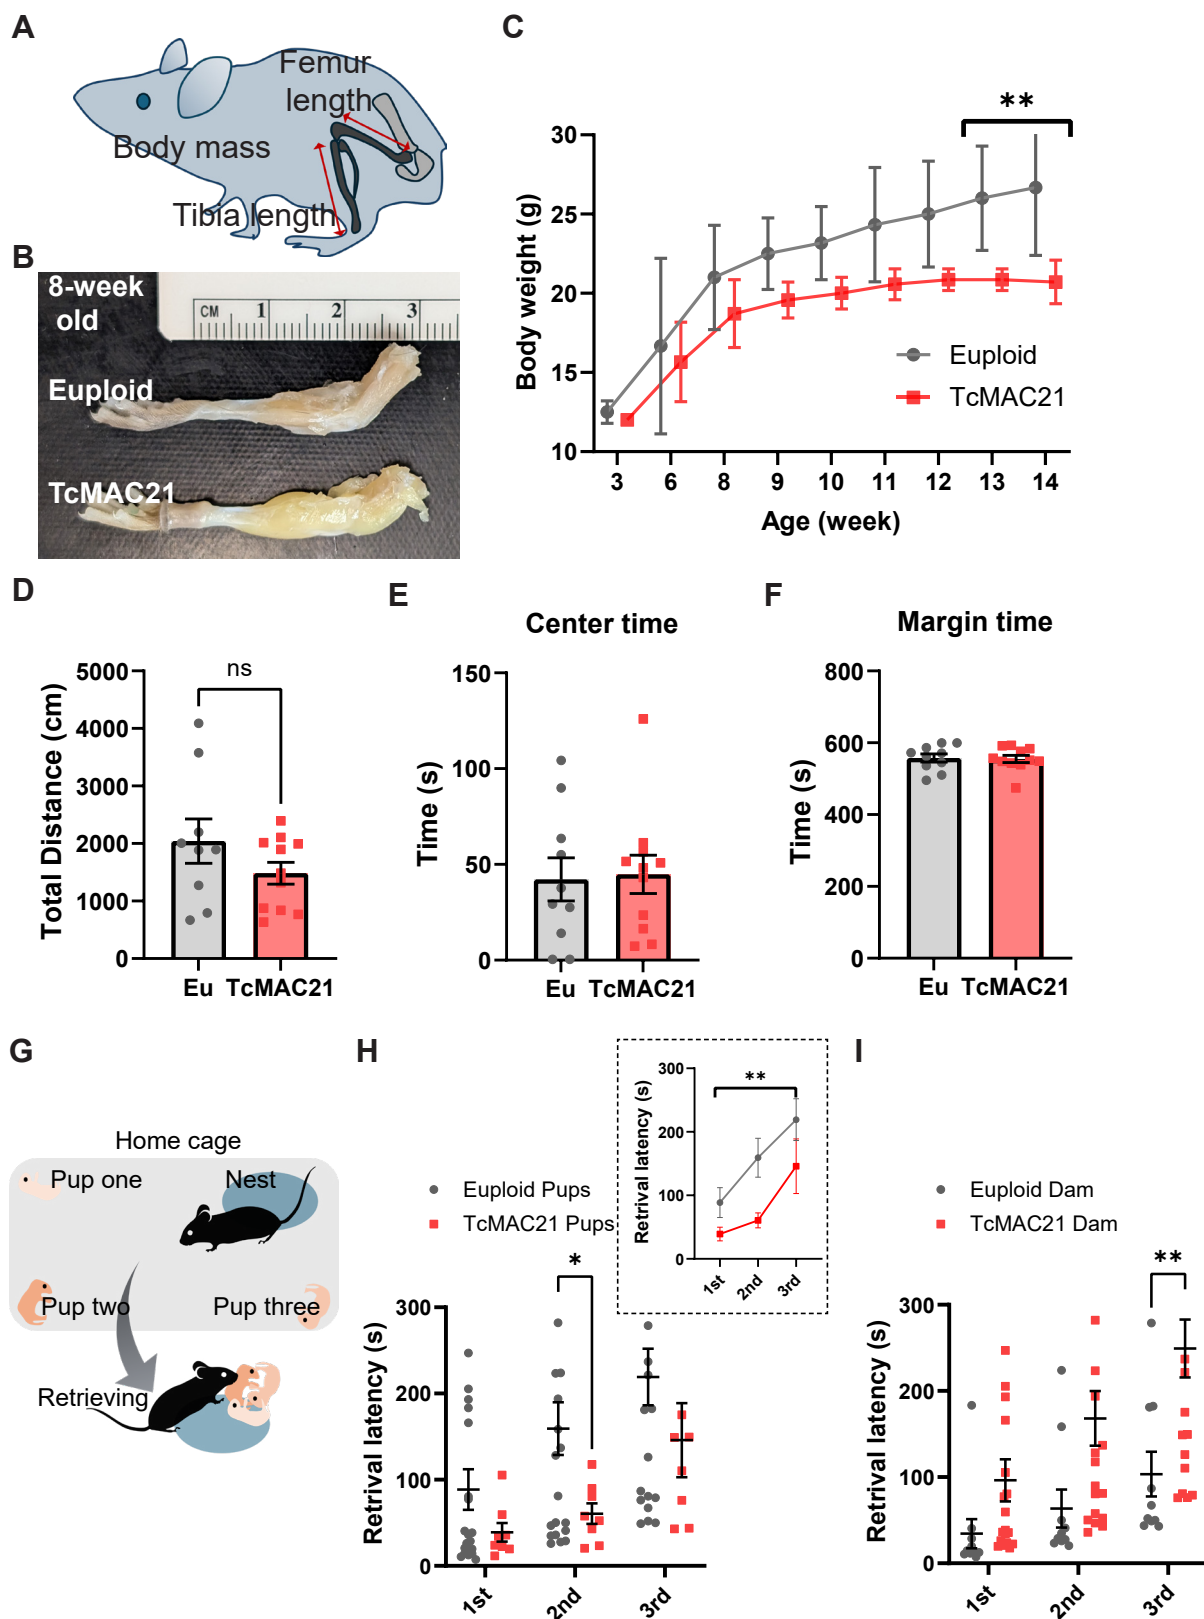 A
Femur
length
Body mass
Tibia length
B
8-week
old
CM 1 2 3
Euploid
TcMAC21
C
**
Body weight (g)
30
25
20
15
10
Euploid
TcMAC21
3 6 8 9 10 11 12 13 14
Age (week)
D
ns
Total Distance (cm)
5000
4000
3000
2000
1000
0
Eu TcMAC21
E
Center time
Time (s)
150
100
50
0
Eu TcMAC21
F
Margin time
Time (s)
800
600
400
200
0
Eu TcMAC21
G
Home cage
Pup one
Nest
Pup two
Pup three
Retrieving
H
Euploid Pups
TcMAC21 Pups
Retrival latency (s)
300
200
100
0
**
1st 2nd 3rd
*
Retrival latency (s)
300
200
100
0
1st 2nd 3rd
I
Euploid Dam
TcMAC21 Dam
**
Retrival latency (s)
300
200
100
0
1st 2nd 3rd